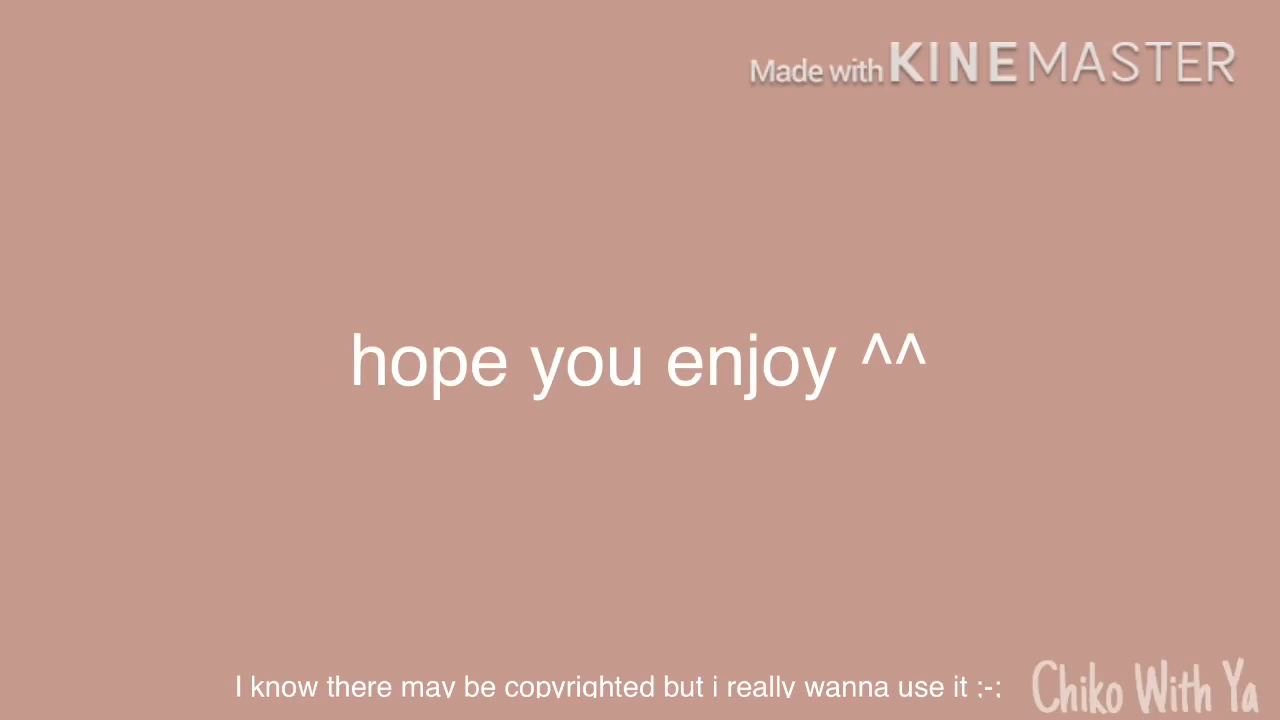 Made with KINEMASTER
hope you enjoy ^^
I know there may be copyrighted but i really wanna use it ;-;
Chiko With Ya